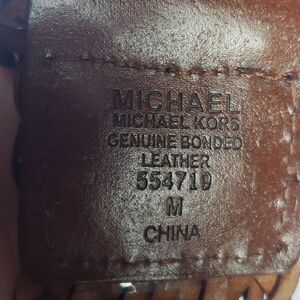 MICHAEL
MICHAEL KORS
GENUINE BONDED
LEATHER
554719
M
CHINA